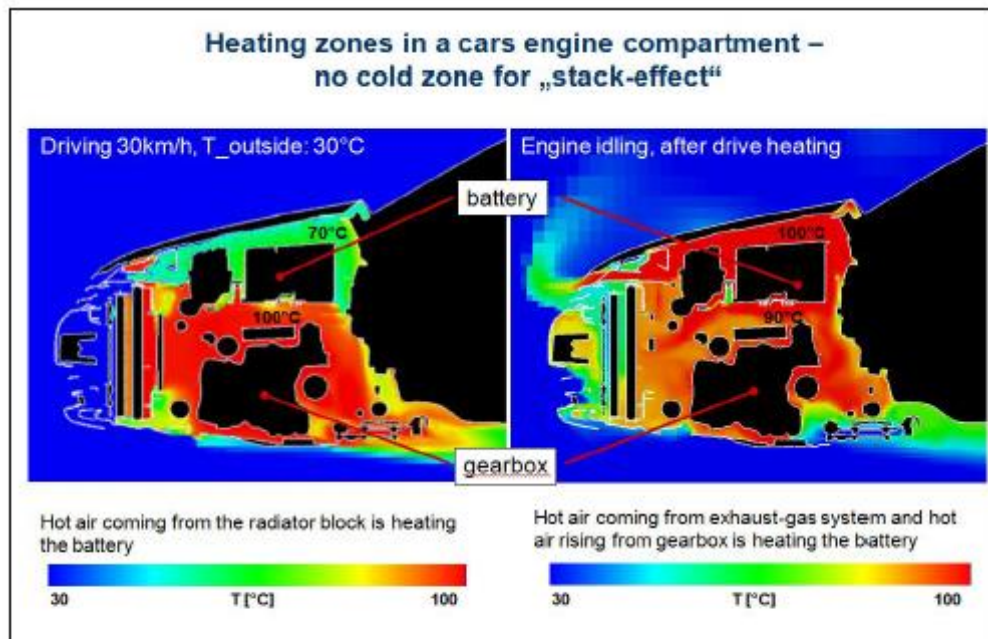 Heating zones in a cars engine compartment –
no cold zone for „stack-effect“
Driving 30km/h, T_outside: 30°C
Engine idling, after drive heating
battery
70°C
100°C
100°C
90°C
gearbox
Hot air coming from the radiator block is heating
the battery
Hot air coming from exhaust-gas system and hot
air rising from gearbox is heating the battery
30 T [°C] 100
30 T [°C] 100